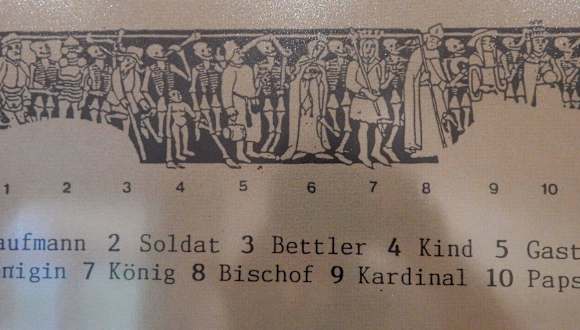 1 2 3 4 5 6 7 8 9 10
aufmann 2 Soldat 3 Bettler 4 Kind 5 Gast
nigin 7 König 8 Bischof 9 Kardinal 10 Paps